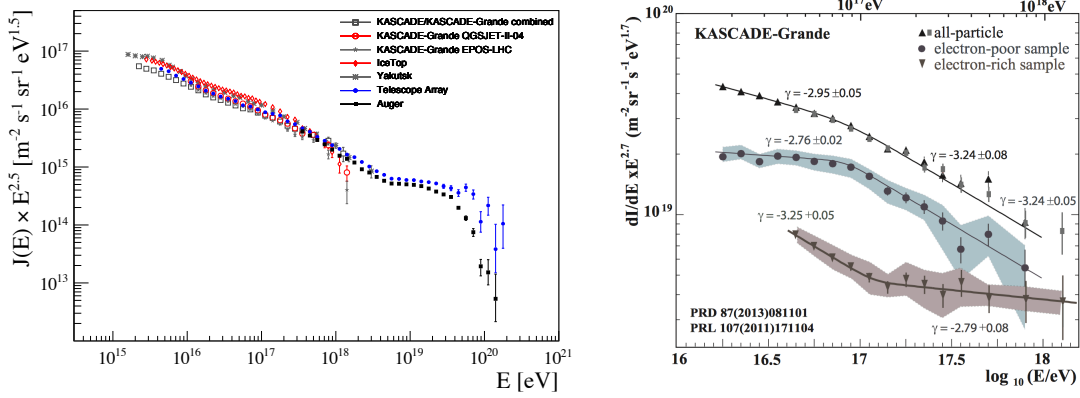 KASCADE/KASCADE-Grande combined
KASCADE-Grande QGSJET-II-04
KASCADE-Grande EPOS-LHC
IceTop
Yakutsk
Telescope Array
Auger
J(E) × E^2.5 [m^2 s^-1 sr^-1 eV^1.5]
10^17
10^16
10^15
10^14
10^13
10^15 10^16 10^17 10^18 10^19 10^20 10^21
E [eV]
10^17eV 10^18eV
10^20
10^19
dI/dE xE^2.7 (m^-2 sr^-1 s^-1 eV^1.7)
KASCADE-Grande
all-particle
electron-poor sample
electron-rich sample
γ = -2.95 ±0.05
γ = -2.76 ±0.02
γ = -3.24 ±0.08
γ = -3.24 ±0.05
γ = -3.25 ±0.05
γ = -2.79 ±0.08
PRD 87(2013)081101
PRL 107(2011)171104
16 16.5 17 17.5 18
log10 (E/eV)